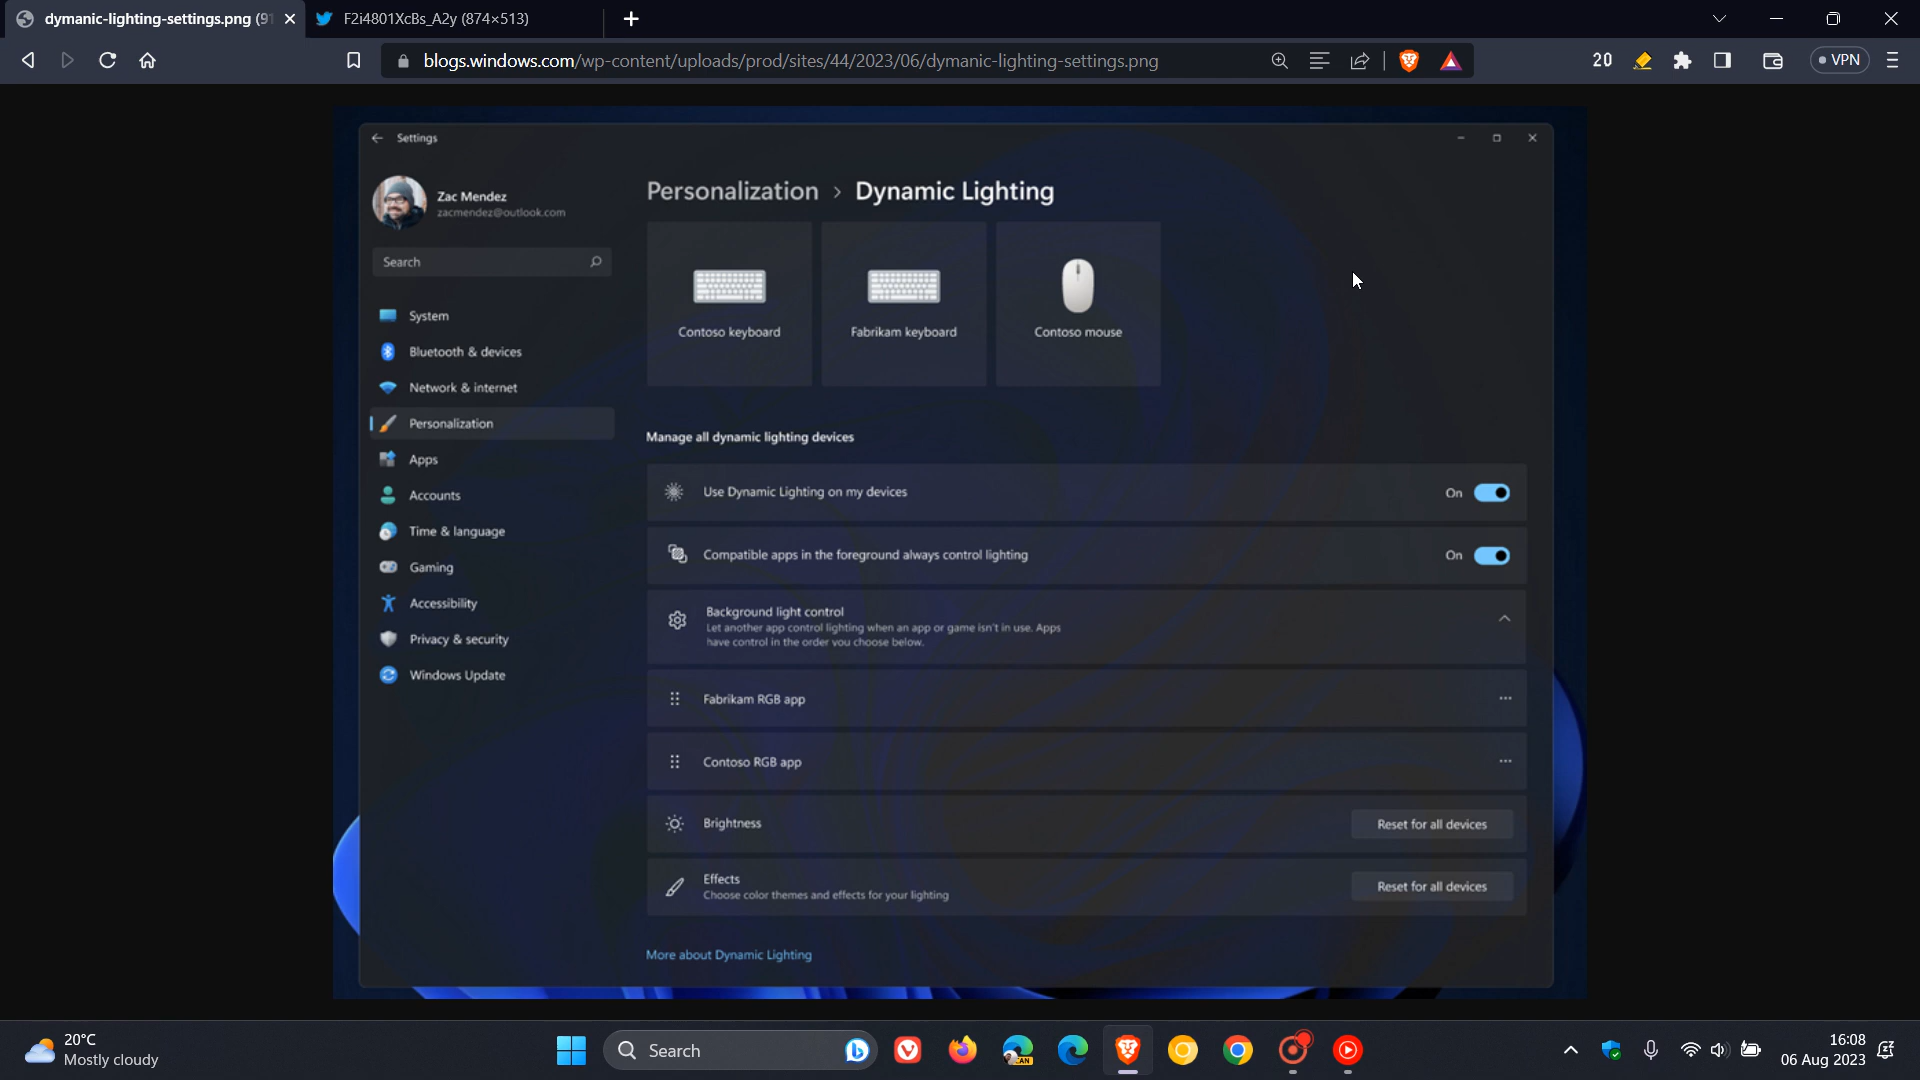 dymanic-lighting-settings.png (91
F2i4801XcBs_A2y (874×513)
blogs.windows.com/wp-content/uploads/prod/sites/44/2023/06/dymanic-lighting-settings.png
20
VPN
Settings
Zac Mendez
zacmendez@outlook.com
Search
System
Bluetooth & devices
Network & internet
Personalization
Apps
Accounts
Time & language
Gaming
Accessibility
Privacy & security
Windows Update
Personalization > Dynamic Lighting
Contoso keyboard
Fabrikam keyboard
Contoso mouse
Manage all dynamic lighting devices
Use Dynamic Lighting on my devices
On
Compatible apps in the foreground always control lighting
On
Background light control
Let another app control lighting when an app or game isn't in use. Apps
have control in the order you choose below.
Fabrikam RGB app
Contoso RGB app
Brightness
Reset for all devices
Effects
Choose color themes and effects for your lighting
Reset for all devices
More about Dynamic Lighting
20°C
Mostly cloudy
Search
CAN
16:08
06 Aug 2023